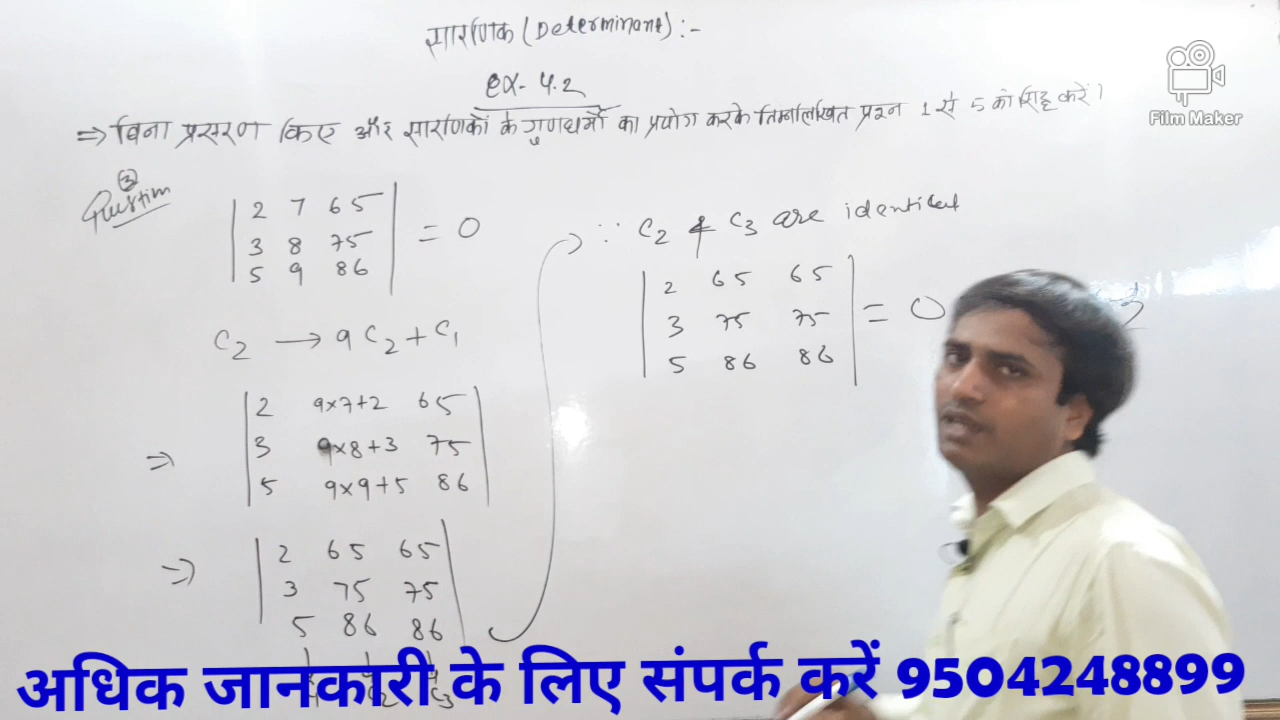 सारणिक (Determinant) :-
ex- 4.2
⇒ बिना प्रसरण किए और सारणिकों के गुणधर्मों का प्रयोग करके निम्नलिखित प्रश्न 1 से 5 को सिद्ध करें।
Film Maker
③
Question
| 2 7 65 |
| 3 8 75 | = 0
| 5 9 86 |
C₂ → 9 C₂ + C₁
| 2 9×7+2 65 |
⇒ | 3 9×8+3 75 |
| 5 9×9+5 86 |
⇒ | 2 65 65 |
| 3 75 75 |
| 5 86 86 |
∵ C₂ & C₃ are identical
| 2 65 65 |
| 3 75 75 | = 0
| 5 86 86 |
अधिक जानकारी के लिए संपर्क करें 9504248899